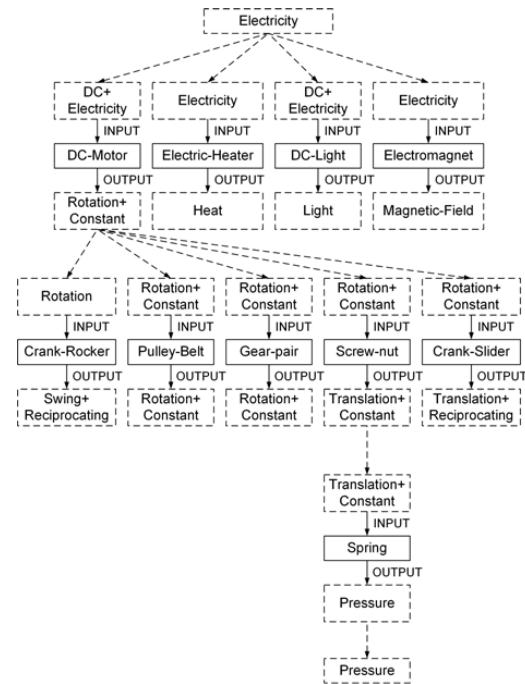 Electricity
DC+ Electricity DC+ Electricity
Electricity Electricity
INPUT INPUT INPUT INPUT
DC-Motor Electric-Heater DC-Light Electromagnet
OUTPUT OUTPUT OUTPUT OUTPUT
Rotation+ Heat Light Magnetic-Field
Constant
Rotation Rotation+ Rotation+ Rotation+ Rotation+
Constant Constant Constant Constant
INPUT INPUT INPUT INPUT INPUT
Crank-Rocker Pulley-Belt Gear-pair Screw-nut Crank-Slider
OUTPUT OUTPUT OUTPUT OUTPUT OUTPUT
Swing+ Rotation+ Rotation+ Translation+ Translation+
Reciprocating Constant Constant Constant Reciprocating
Translation+
Constant
INPUT
Spring
OUTPUT
Pressure
Pressure